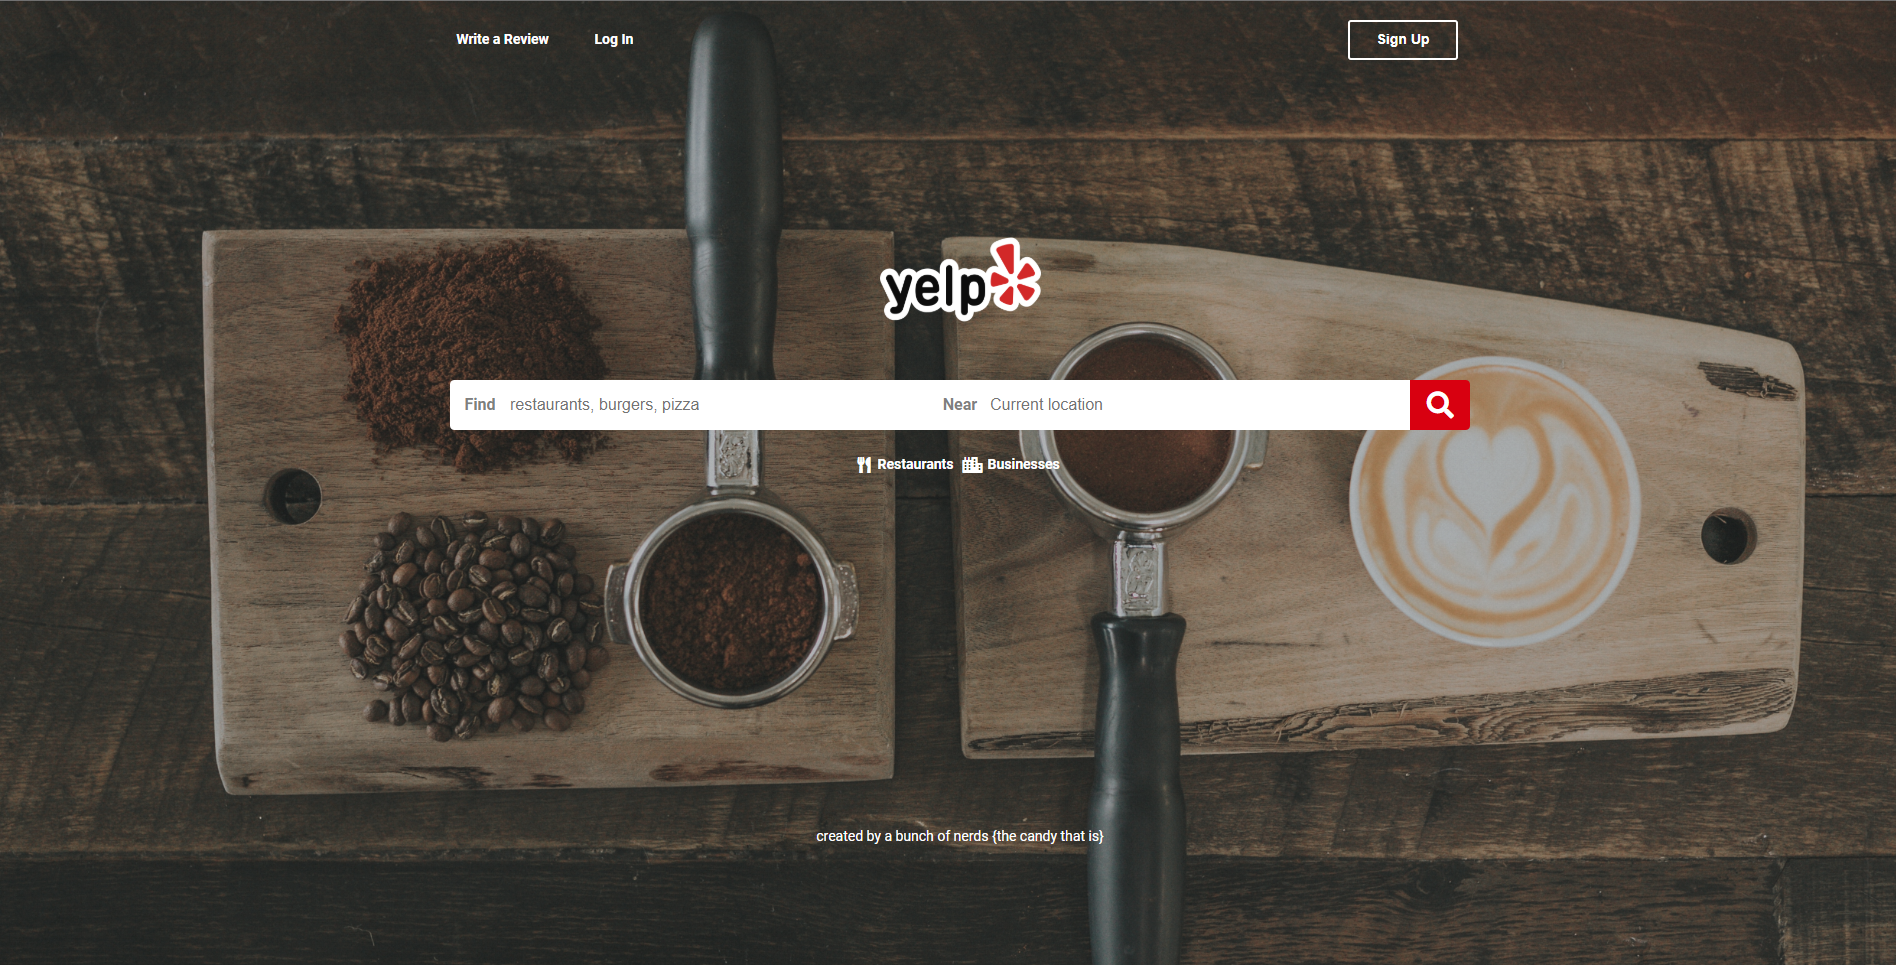 Write a Review
Log In
Sign Up
yelp
Find restaurants, burgers, pizza
Near Current location
Restaurants
Businesses
created by a bunch of nerds {the candy that is}